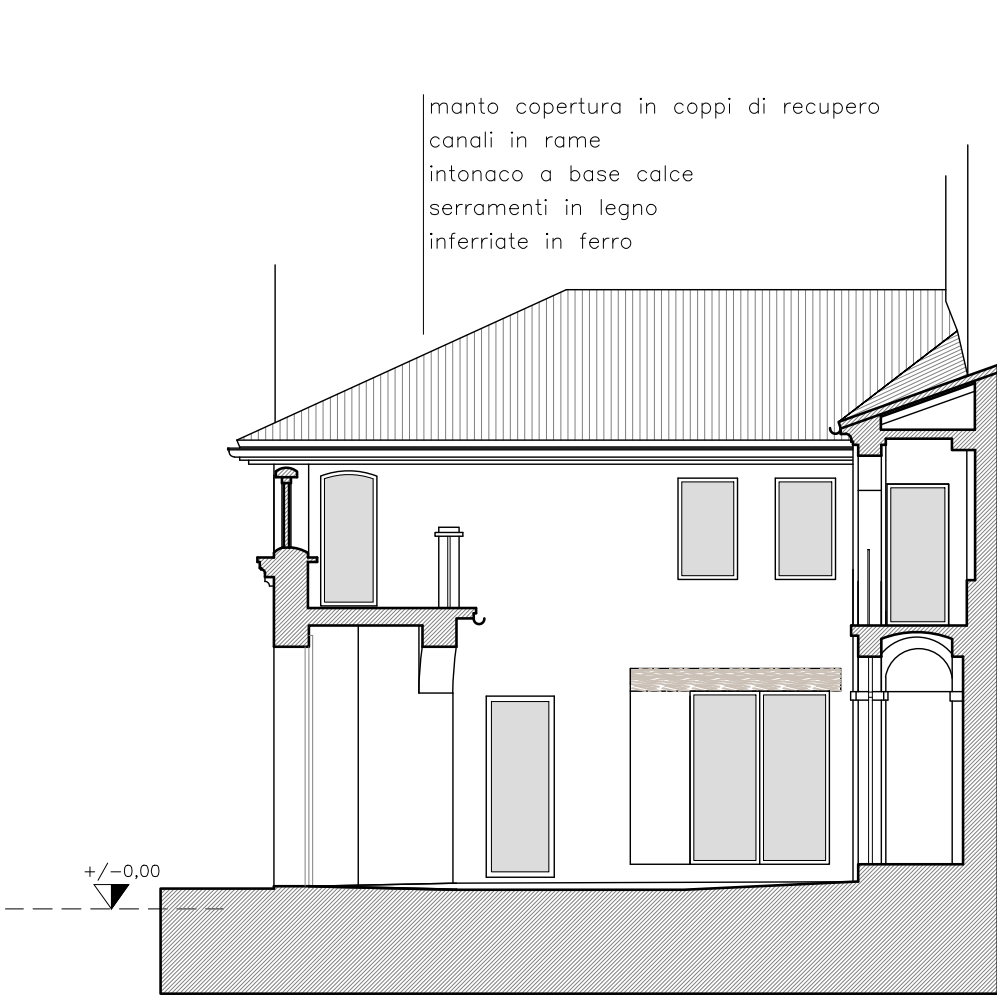 manto copertura in coppi di recupero
canali in rame
intonaco a base calce
serramenti in legno
inferriate in ferro
+/-0,00